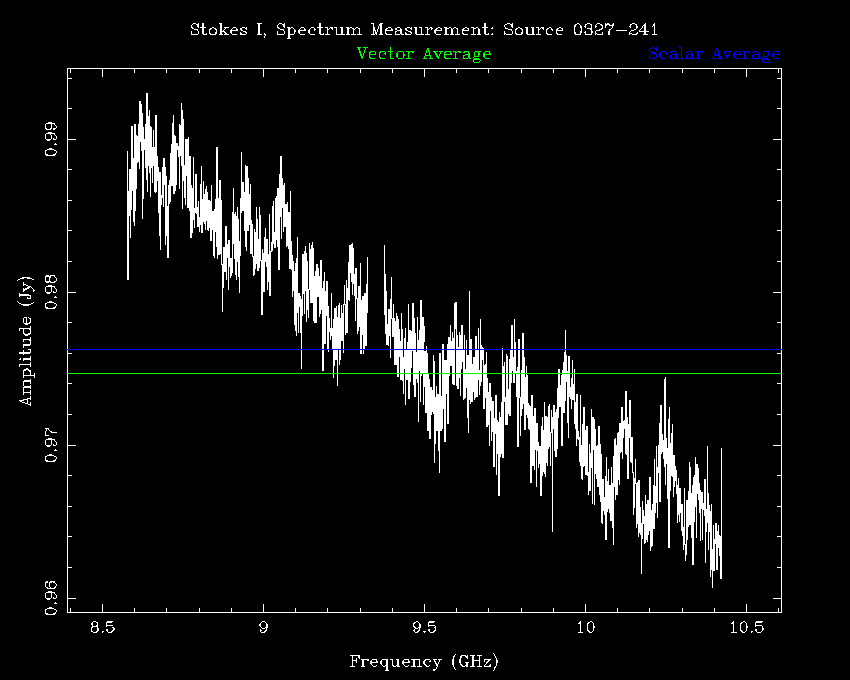 Stokes I, Spectrum Measurement: Source 0327−241
Vector Average Scalar Average
0.99
0.98
0.97
0.96
Amplitude (Jy)
8.5 9 9.5 10 10.5
Frequency (GHz)